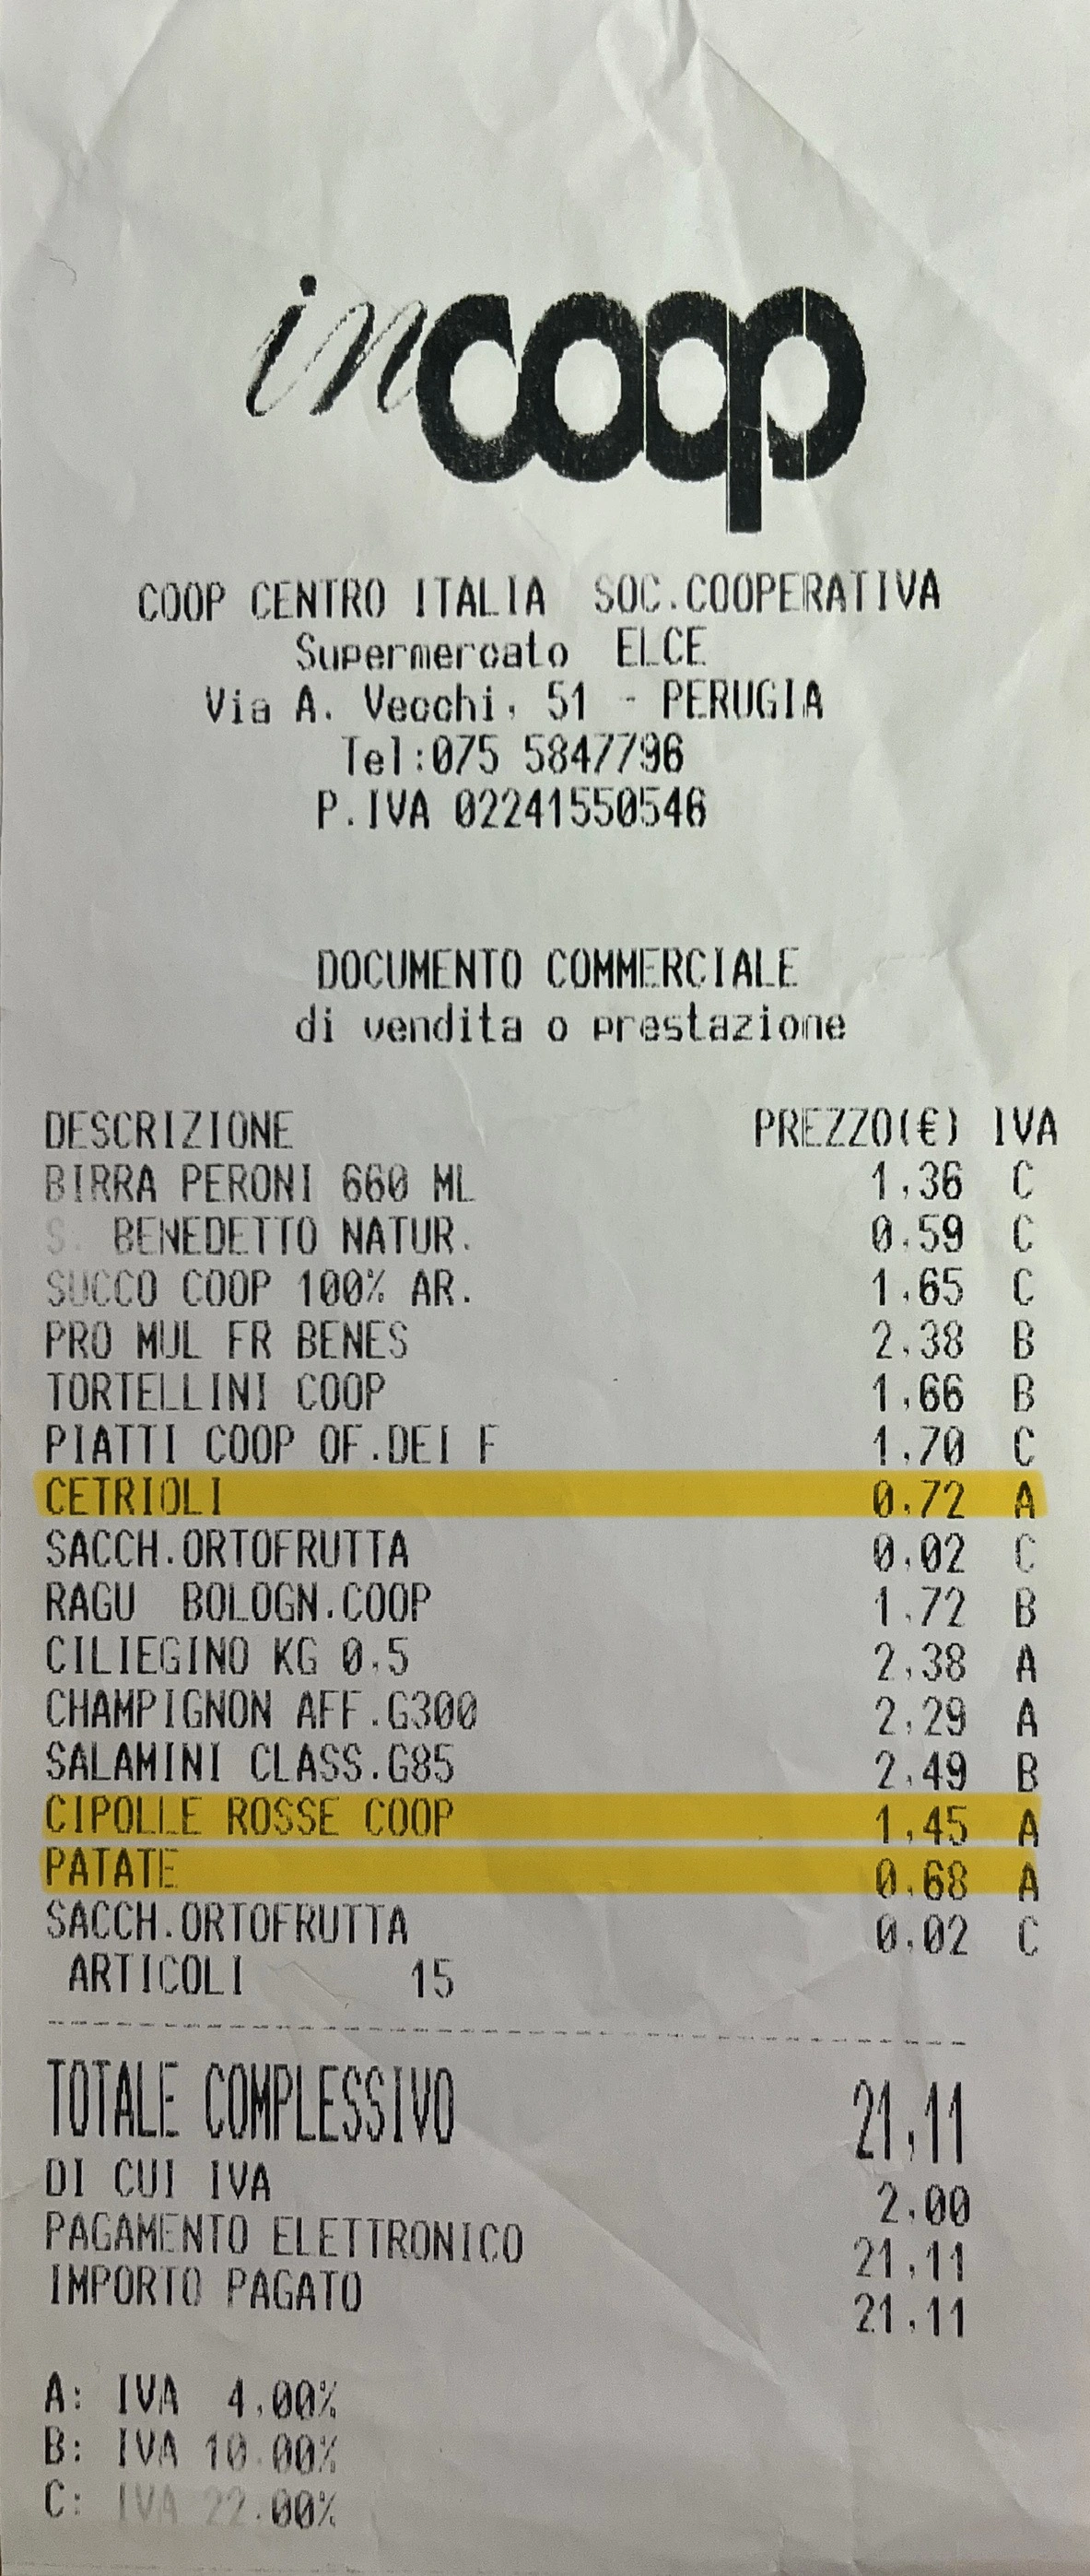 incoop
COOP CENTRO ITALIA SOC.COOPERATIVA
Supermercato ELCE
Via A. Vecchi, 51 - PERUGIA
Tel:075 5847796
P.IVA 02241550546
DOCUMENTO COMMERCIALE
di vendita o prestazione
DESCRIZIONE PREZZO(€) IVA
BIRRA PERONI 660 ML 1,36 C
S. BENEDETTO NATUR. 0,59 C
SUCCO COOP 100% AR. 1,65 C
PRO MUL FR BENES 2,38 B
TORTELLINI COOP 1,66 B
PIATTI COOP OF.DEI F 1,70 C
CETRIOLI 0,72 A
SACCH.ORTOFRUTTA 0,02 C
RAGU BOLOGN.COOP 1,72 B
CILIEGINO KG 0,5 2,38 A
CHAMPIGNON AFF.G300 2,29 A
SALAMINI CLASS.G85 2,49 B
CIPOLLE ROSSE COOP 1,45 A
PATATE 0,68 A
SACCH.ORTOFRUTTA 0,02 C
ARTICOLI 15
TOTALE COMPLESSIVO 21,11
DI CUI IVA 2,00
PAGAMENTO ELETTRONICO 21,11
IMPORTO PAGATO 21,11
A: IVA 4,00%
B: IVA 10,00%
C: IVA 22,00%